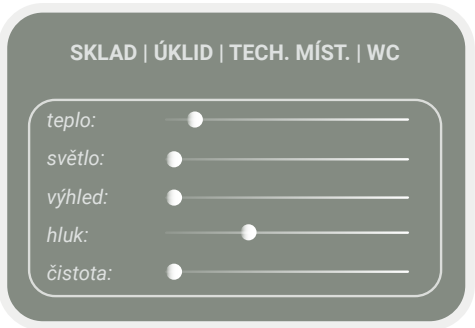 SKLAD | ÚKLID | TECH. MÍST. | WC
teplo:
světlo:
výhled:
hluk:
čistota: